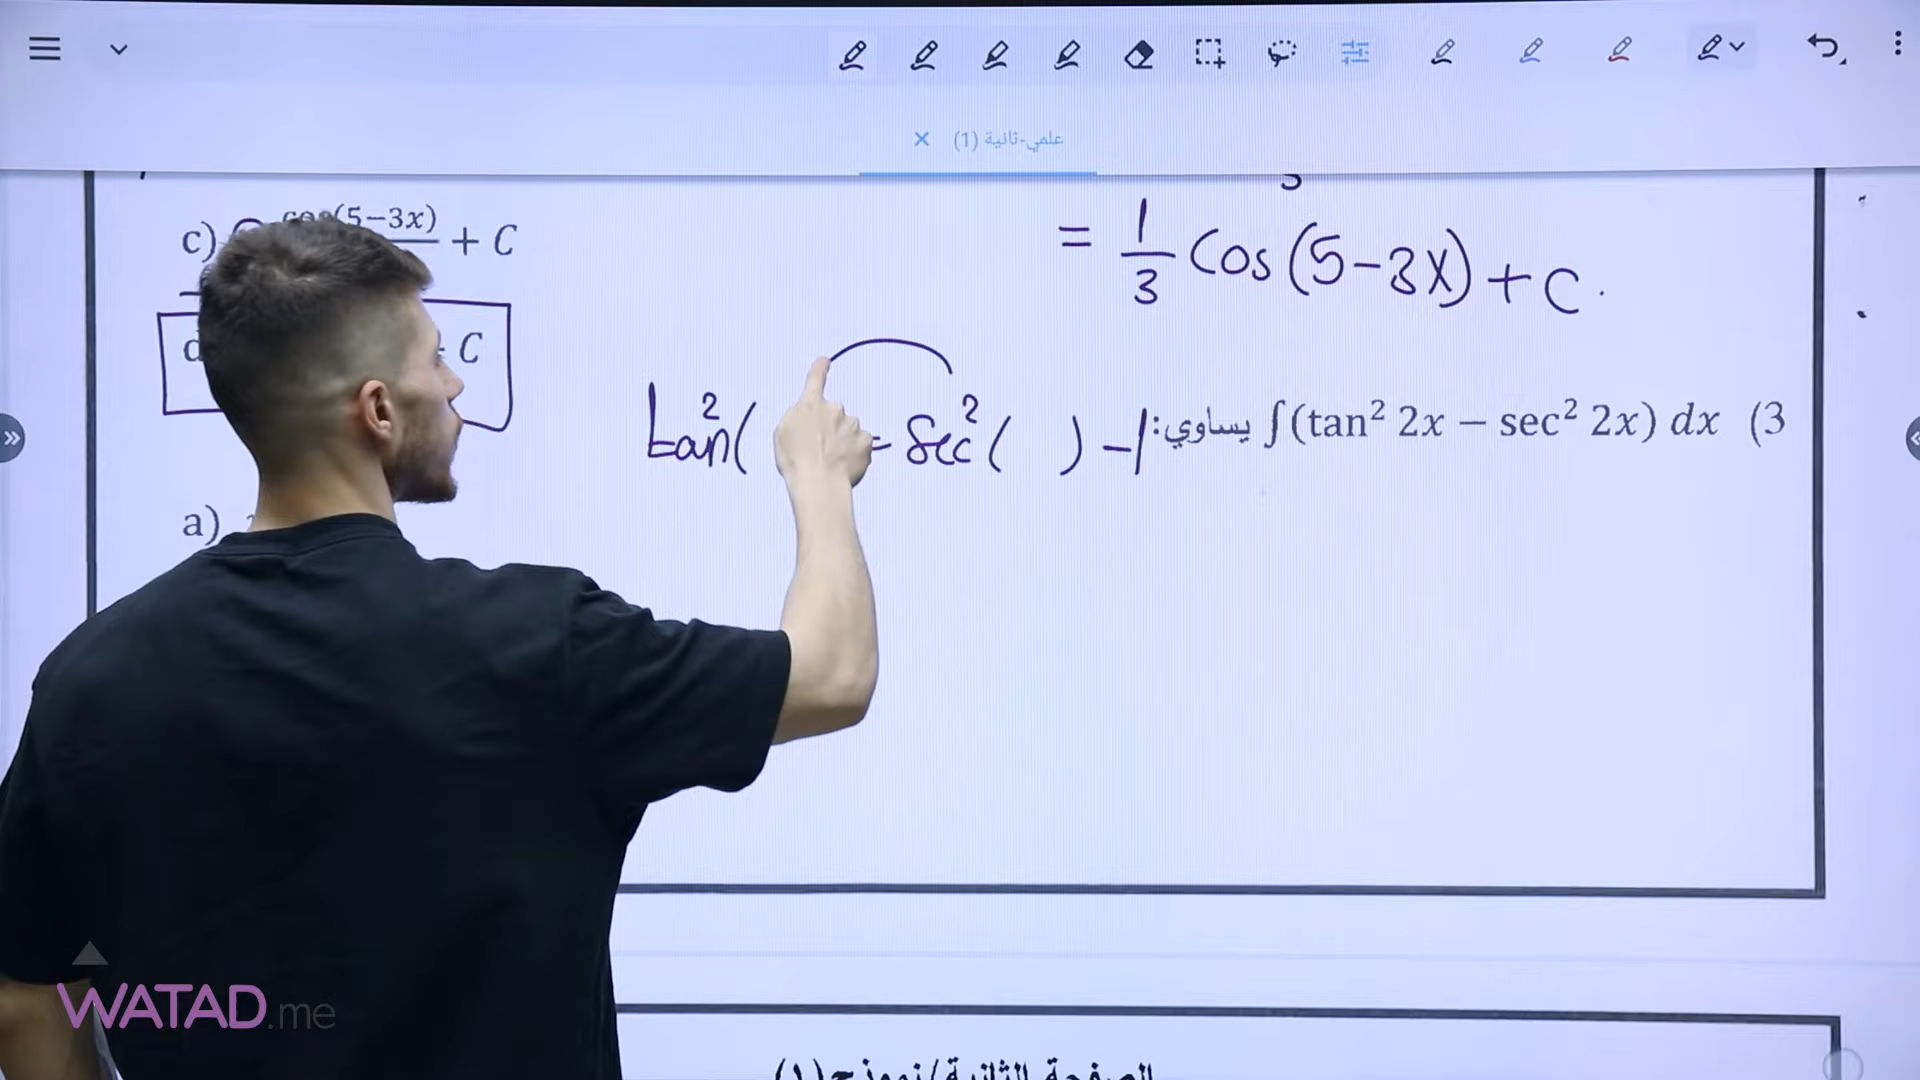 علمي-ثانية (1)
c) cos(5−3x) + C
= 1/3 Cos(5−3X) + C.
C
tan²( = Sec²( ) −1
3) ∫(tan² 2x − sec² 2x) dx يساوي:
a)
WATAD.me
الصفحة الثانية/نموذج(١)